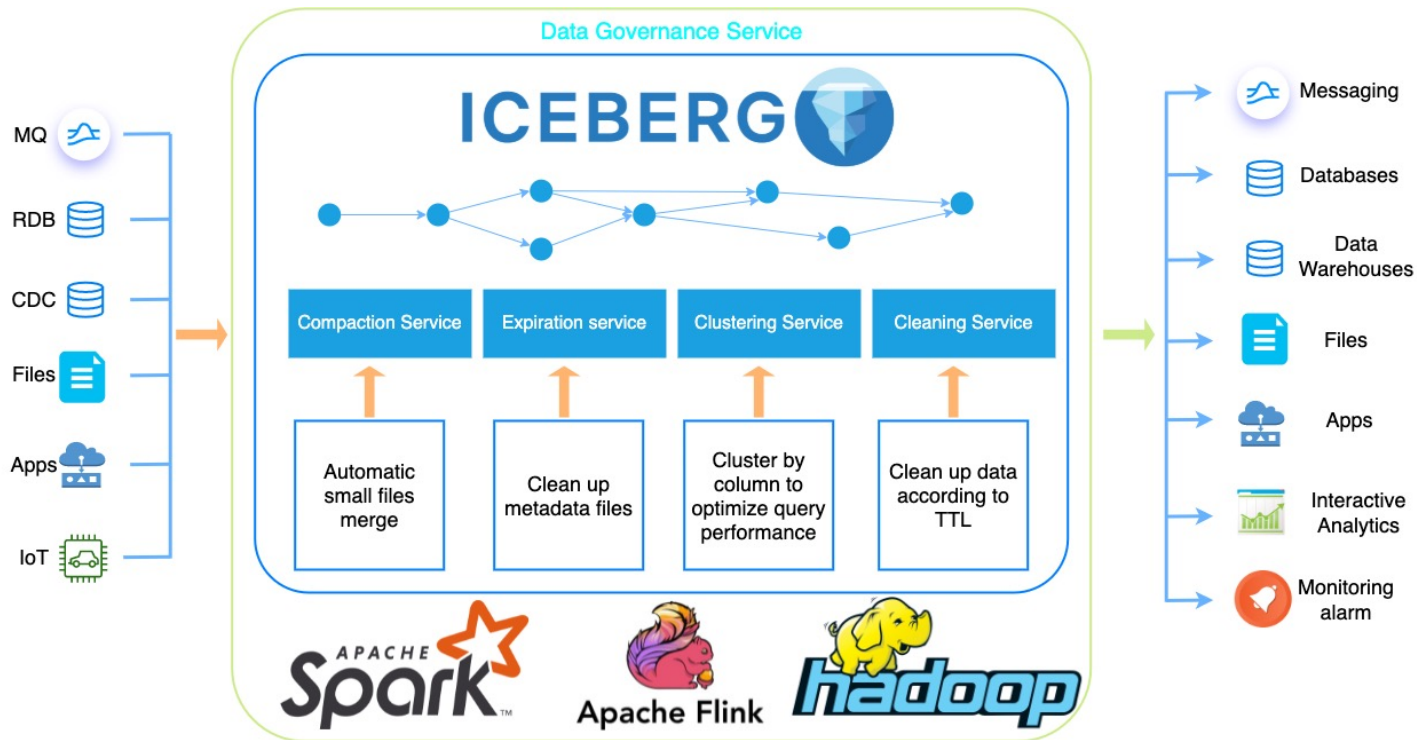 Data Governance Service
ICEBERG
MQ
RDB
CDC
Files
Apps
IoT
Compaction Service
Expiration service
Clustering Service
Cleaning Service
Automatic
small files
merge
Clean up
metadata files
Cluster by
column to
optimize query
performance
Clean up data
according to
TTL
APACHE
Spark
TM
Apache Flink
hadoop
Messaging
Databases
Data
Warehouses
Files
Apps
Interactive
Analytics
Monitoring
alarm